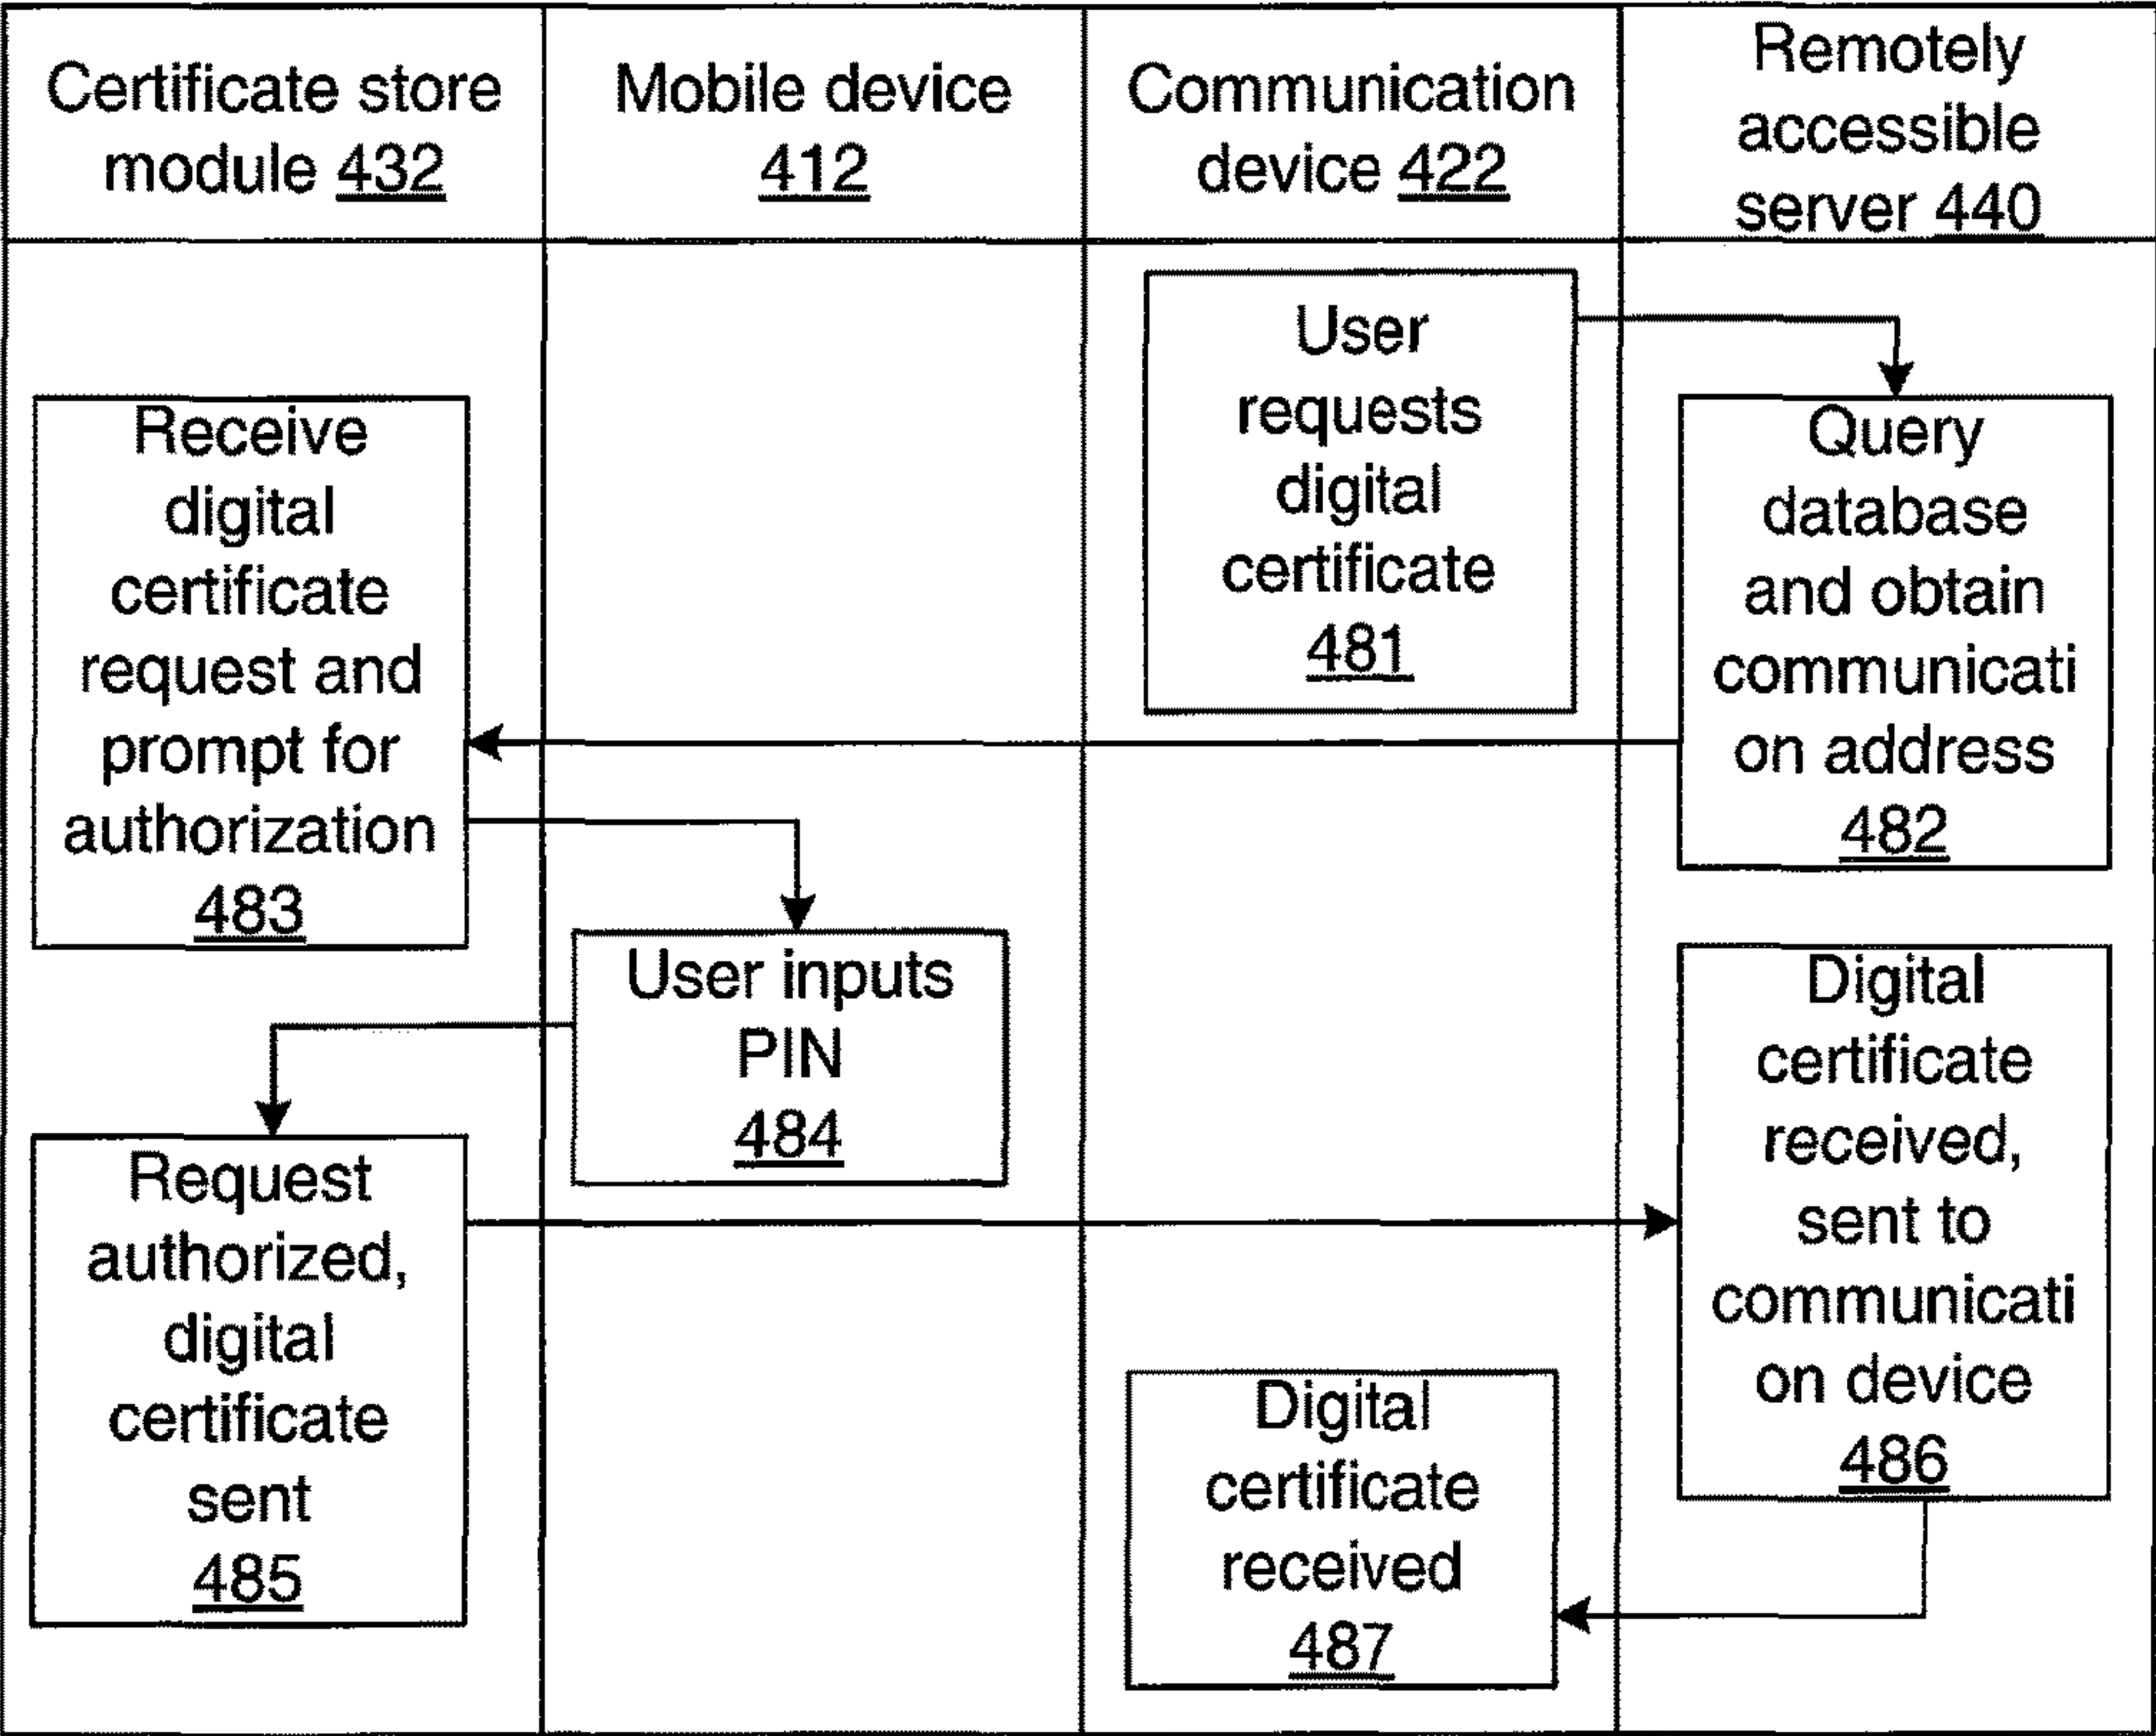 Certificate store
module 432
Mobile device
412
Communication
device 422
Remotely
accessible
server 440
User
requests
digital
certificate
481
Query
database
and obtain
communicati
on address
482
Receive
digital
certificate
request and
prompt for
authorization
483
User inputs
PIN
484
Request
authorized,
digital
certificate
sent
485
Digital
certificate
received,
sent to
communicati
on device
486
Digital
certificate
received
487